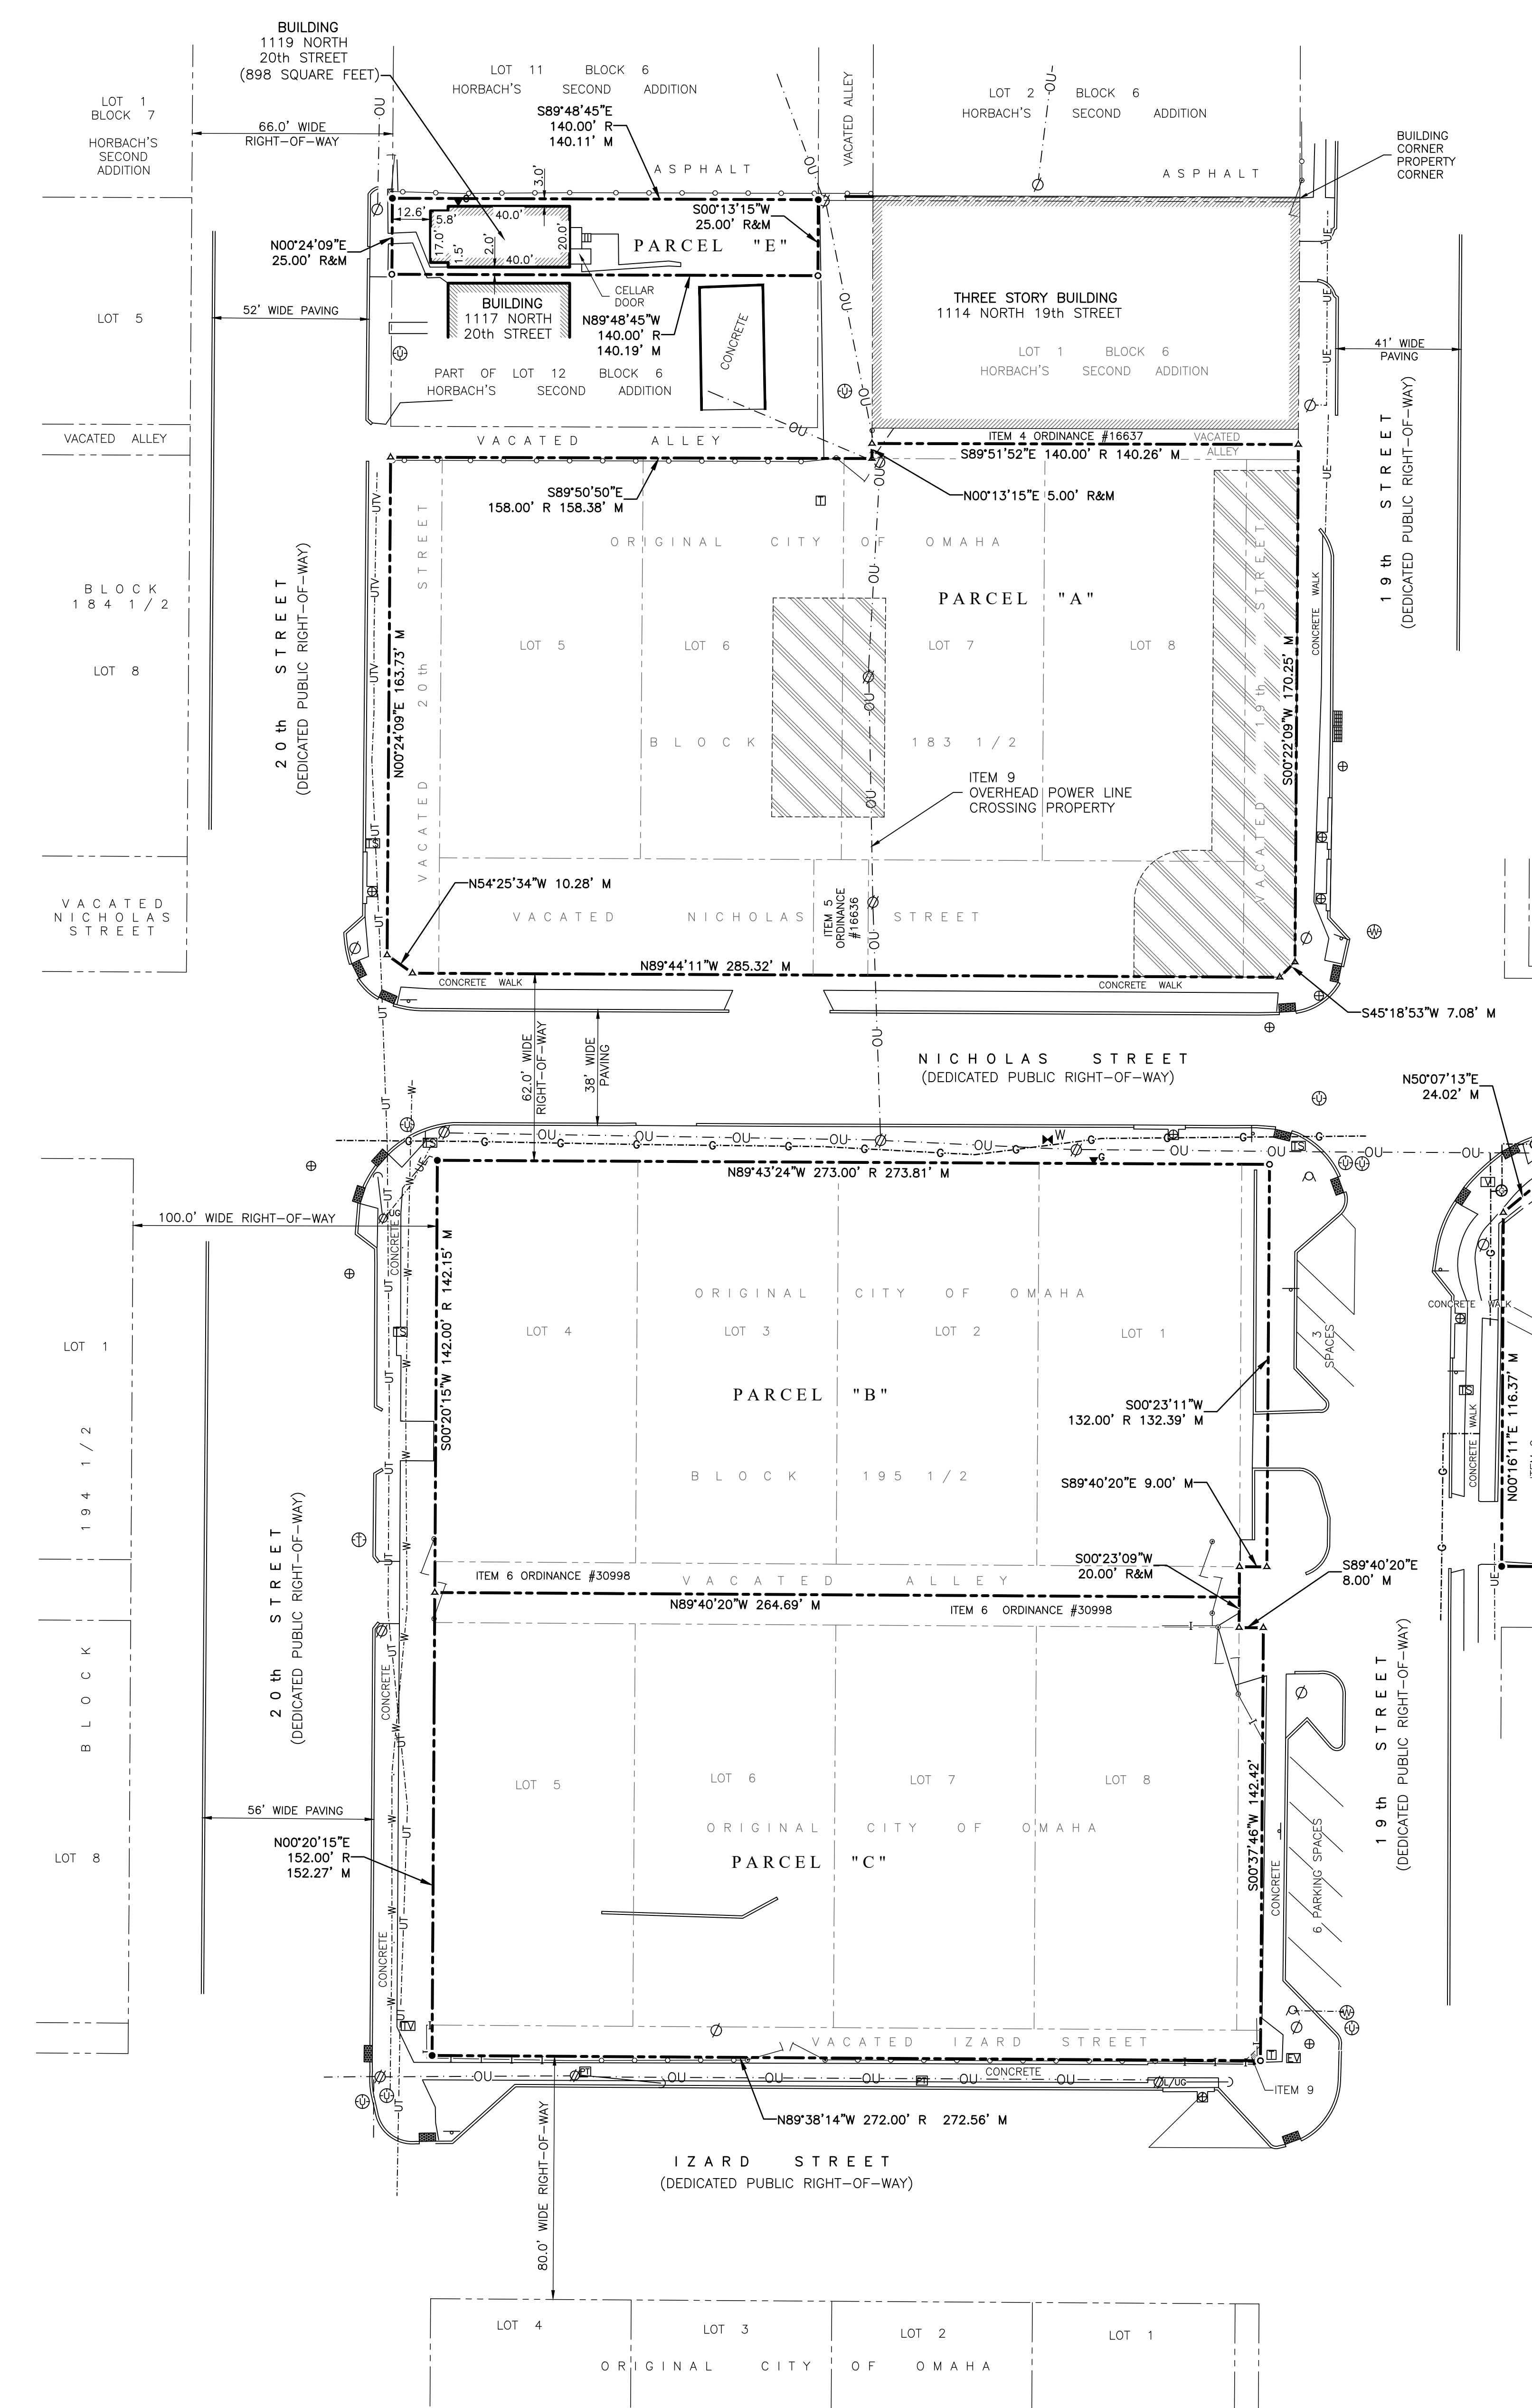 BUILDING
1119 NORTH
20th STREET
(898 SQUARE FEET)
LOT 11 BLOCK 6
HORBACH'S SECOND ADDITION
VACATED ALLEY
LOT 2 BLOCK 6
HORBACH'S SECOND ADDITION
LOT 1
BLOCK 7
HORBACH'S
SECOND
ADDITION
66.0' WIDE
RIGHT-OF-WAY
OU
S89°48'45"E
140.00' R
140.11' M
ASPHALT
ASPHALT
BUILDING
CORNER
PROPERTY
CORNER
3.0'
12.6'
5.8'
40.0'
17.0'
1.5'
2.0'
20.0'
40.0'
S00°13'15"W
25.00' R&M
PARCEL "E"
N00°24'09"E
25.00' R&M
CELLAR
DOOR
BUILDING
1117 NORTH
20th STREET
N89°48'45"W
140.00' R
140.19' M
CONCRETE
THREE STORY BUILDING
1114 NORTH 19th STREET
LOT 1 BLOCK 6
HORBACH'S SECOND ADDITION
LOT 5
52' WIDE PAVING
41' WIDE
PAVING
PART OF LOT 12 BLOCK 6
HORBACH'S SECOND ADDITION
VACATED ALLEY
VACATED ALLEY
ITEM 4 ORDINANCE #16637
VACATED
ALLEY
S89°51'52"E 140.00' R 140.26' M
S89°50'50"E
158.00' R 158.38' M
N00°13'15"E 5.00' R&M
19th STREET
(DEDICATED PUBLIC RIGHT-OF-WAY)
ORIGINAL CITY OF OMAHA
PARCEL "A"
BLOCK
184 1/2
LOT 8
20th STREET
(DEDICATED PUBLIC RIGHT-OF-WAY)
N00°24'09"E 163.73' M
VACATED 20th STREET
LOT 5
LOT 6
LOT 7
LOT 8
VACATED 19th STREET
S00°22'09"W 170.25' M
CONCRETE WALK
BLOCK 183 1/2
ITEM 9
OVERHEAD POWER LINE
CROSSING PROPERTY
N54°25'34"W 10.28' M
VACATED
NICHOLAS
STREET
VACATED NICHOLAS STREET
ITEM 5
ORDINANCE
#16636
N89°44'11"W 285.32' M
CONCRETE WALK
CONCRETE WALK
S45°18'53"W 7.08' M
62.0' WIDE
RIGHT-OF-WAY
38' WIDE
PAVING
NICHOLAS STREET
(DEDICATED PUBLIC RIGHT-OF-WAY)
N50°07'13"E
24.02' M
N89°43'24"W 273.00' R 273.81' M
100.0' WIDE RIGHT-OF-WAY
CONCRETE
S00°20'15"W 142.00' R 142.15' M
ORIGINAL CITY OF OMAHA
LOT 4
LOT 3
LOT 2
LOT 1
3
SPACES
LOT 1
PARCEL "B"
S00°23'11"W
132.00' R 132.39' M
CONCRETE WALK
CONCRETE WALK
N00°16'11"E 116.37' M
BLOCK 195 1/2
S89°40'20"E 9.00' M
BLOCK 194 1/2
20th STREET
(DEDICATED PUBLIC RIGHT-OF-WAY)
S00°23'09"W
20.00' R&M
S89°40'20"E
8.00' M
ITEM 6 ORDINANCE #30998
VACATED ALLEY
N89°40'20"W 264.69' M
ITEM 6 ORDINANCE #30998
19th STREET
(DEDICATED PUBLIC RIGHT-OF-WAY)
CONCRETE
LOT 5
LOT 6
LOT 7
LOT 8
S00°37'46"W 142.42'
56' WIDE PAVING
N00°20'15"E
152.00' R
152.27' M
ORIGINAL CITY OF OMAHA
LOT 8
PARCEL "C"
CONCRETE
6 PARKING SPACES
CONCRETE
VACATED IZARD STREET
CONCRETE
ITEM 9
N89°38'14"W 272.00' R 272.56' M
IZARD STREET
(DEDICATED PUBLIC RIGHT-OF-WAY)
80.0' WIDE RIGHT-OF-WAY
LOT 4
LOT 3
LOT 2
LOT 1
ORIGINAL CITY OF OMAHA